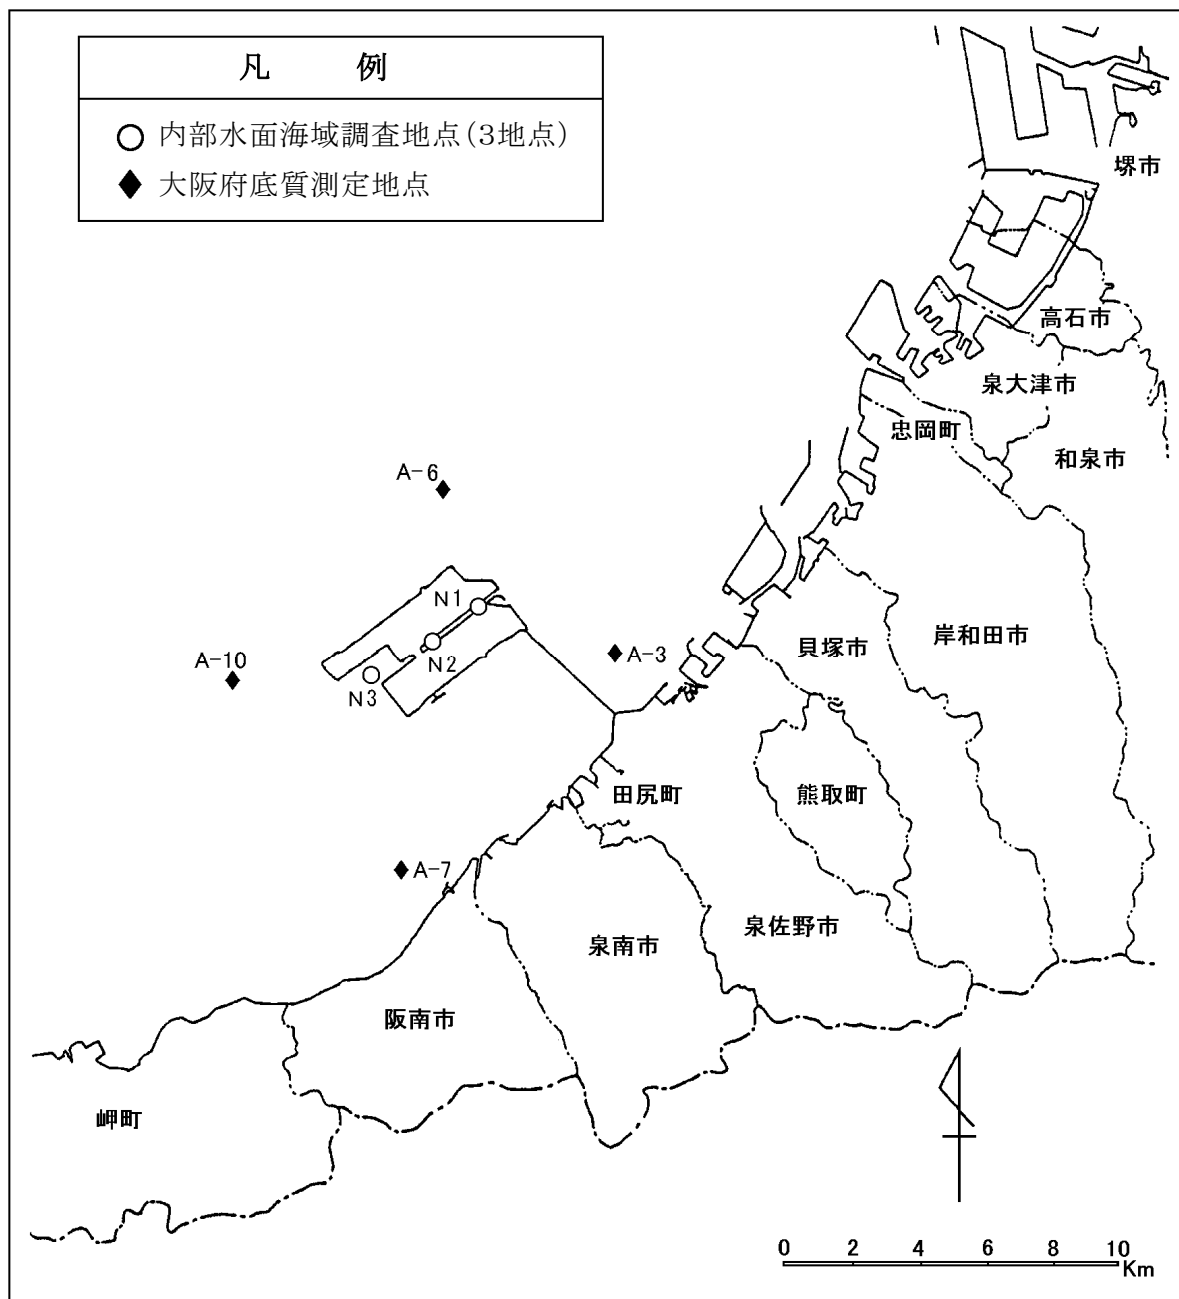 凡　例
内部水面海域調査地点(3地点)
大阪府底質測定地点
堺市
高石市
泉大津市
忠岡町
和泉市
A-6
N1
岸和田市
貝塚市
A-3
N2
A-10
N3
田尻町
熊取町
A-7
泉佐野市
泉南市
阪南市
岬町
0 2 4 6 8 10
Km